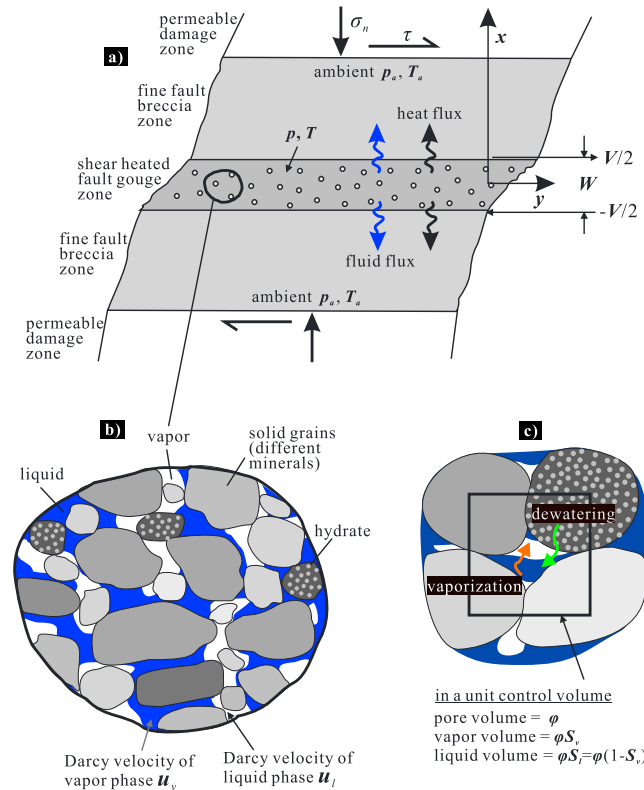 permeable
damage
zone
σn
τ
x
a)
ambient pa, Ta
fine fault
breccia
zone
heat flux
p, T
V/2
shear heated
fault gouge
zone
W
y
-V/2
fine fault
breccia
zone
fluid flux
ambient pa, Ta
permeable
damage
zone
b)
vapor
solid grains
(different
minerals)
liquid
hydrate
Darcy velocity of
vapor phase uv
Darcy velocity of
liquid phase ul
c)
dewatering
vaporization
in a unit control volume
pore volume = φ
vapor volume = φSv
liquid volume = φSl=φ(1-Sv)